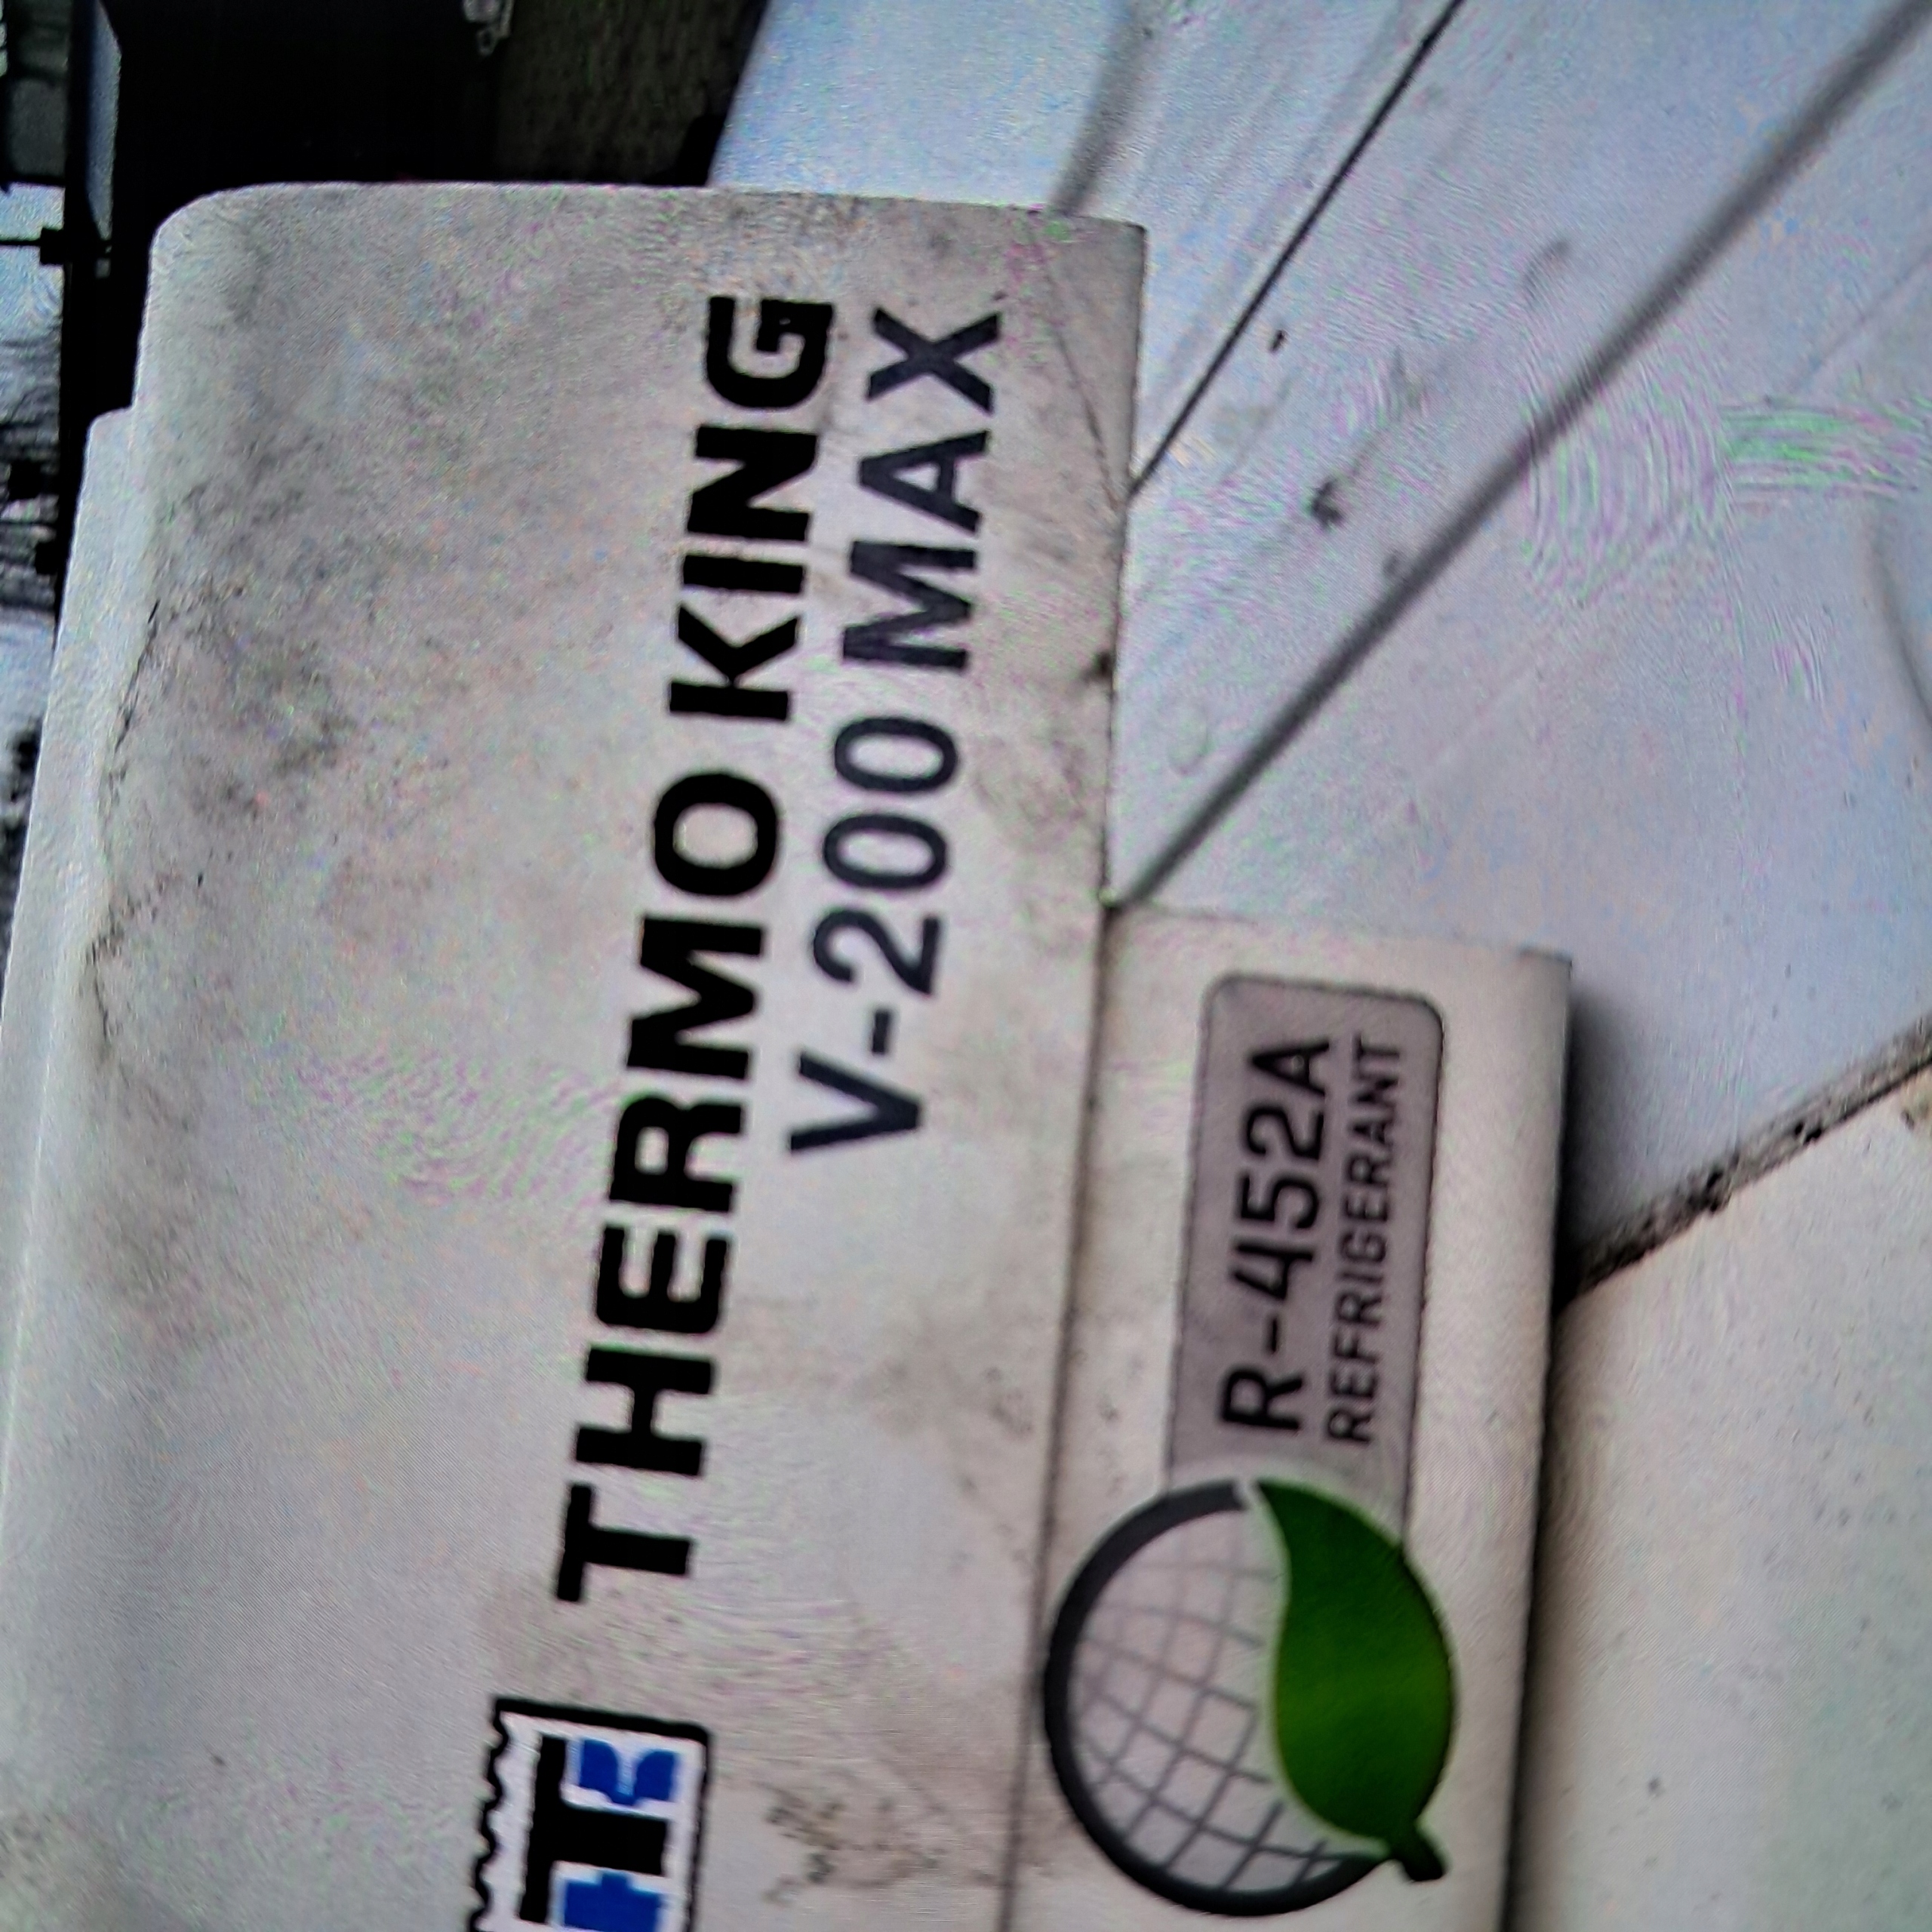 THERMO KING
V-200 MAX
R-452A
REFRIGERANT